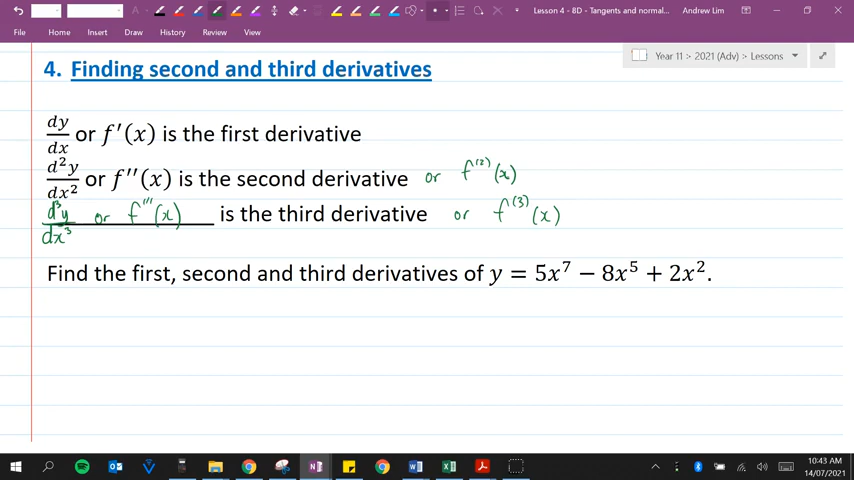 Lesson 4 - 8D - Tangents and normal... Andrew Lim
File Home Insert Draw History Review View
Year 11 > 2021 (Adv) > Lessons
4. Finding second and third derivatives
dy/dx or f′(x) is the first derivative
d²y/dx² or f′′(x) is the second derivative or f⁽²⁾(x)
d³y/dx³ or f′′′(x) is the third derivative or f⁽³⁾(x)
Find the first, second and third derivatives of y = 5x⁷ − 8x⁵ + 2x².
10:43 AM
14/07/2021